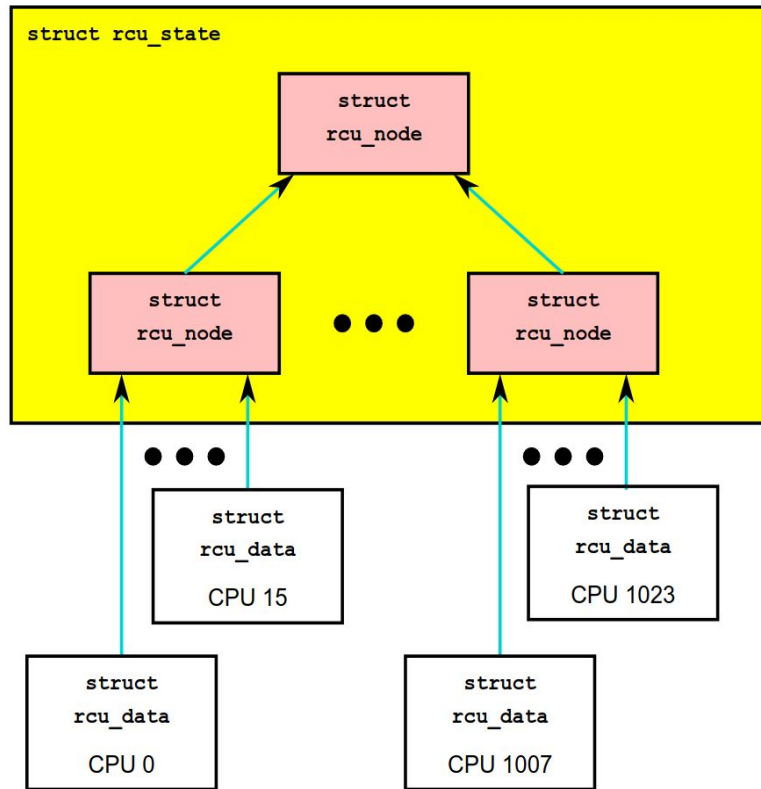 struct rcu_state
struct
rcu_node
struct
rcu_node
struct
rcu_node
struct
rcu_data
CPU 15
struct
rcu_data
CPU 1023
struct
rcu_data
CPU 0
struct
rcu_data
CPU 1007